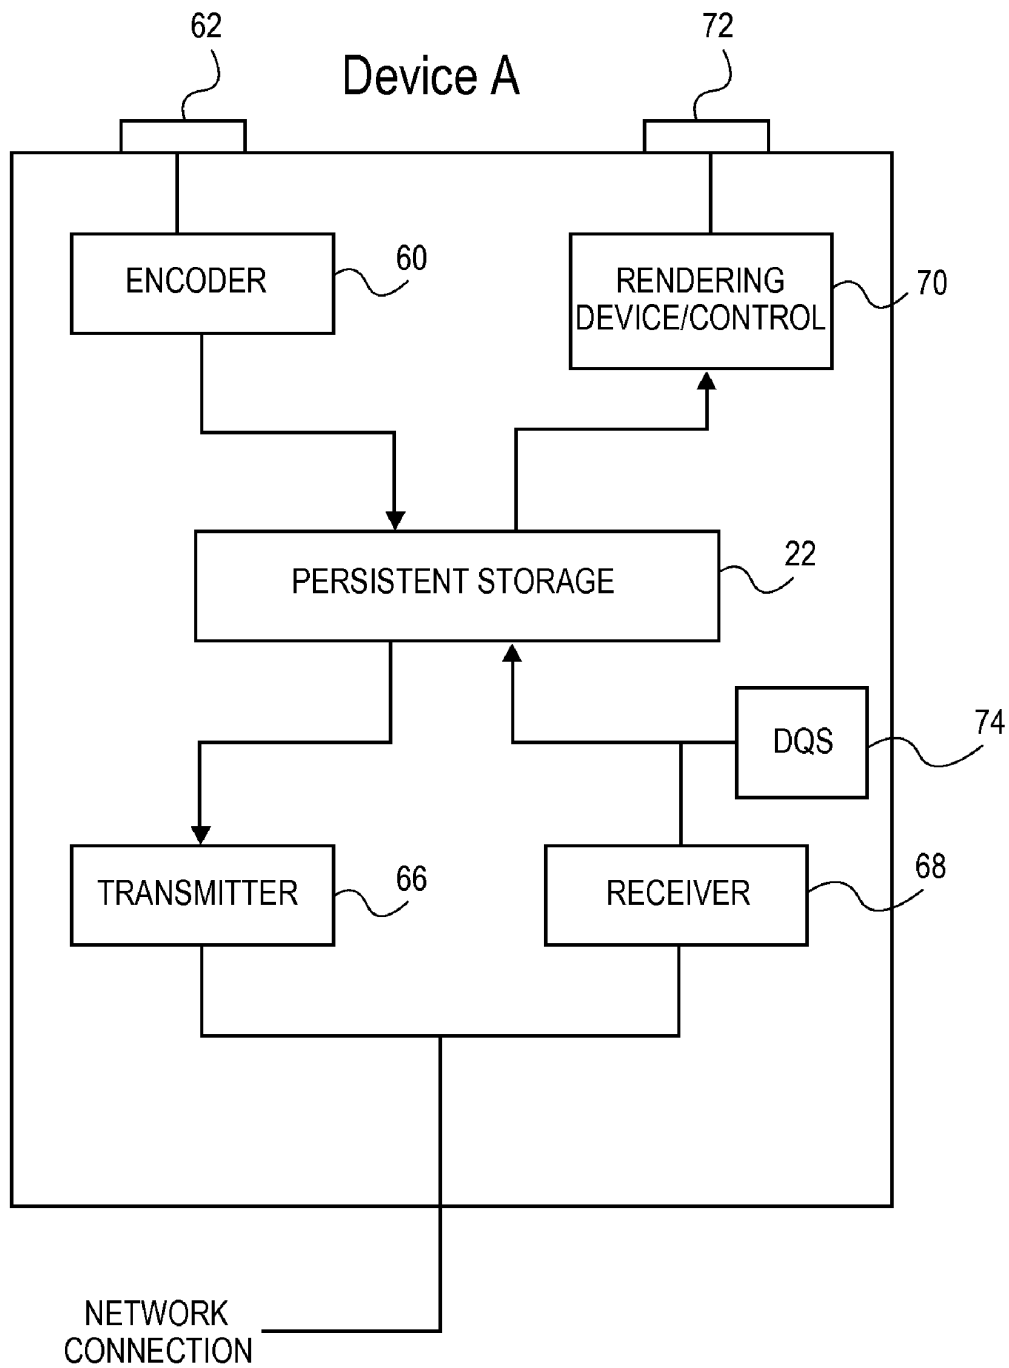 62
72
Device A
ENCODER
60
RENDERING
DEVICE/CONTROL
70
PERSISTENT STORAGE
22
DQS
74
TRANSMITTER
66
RECEIVER
68
NETWORK
CONNECTION